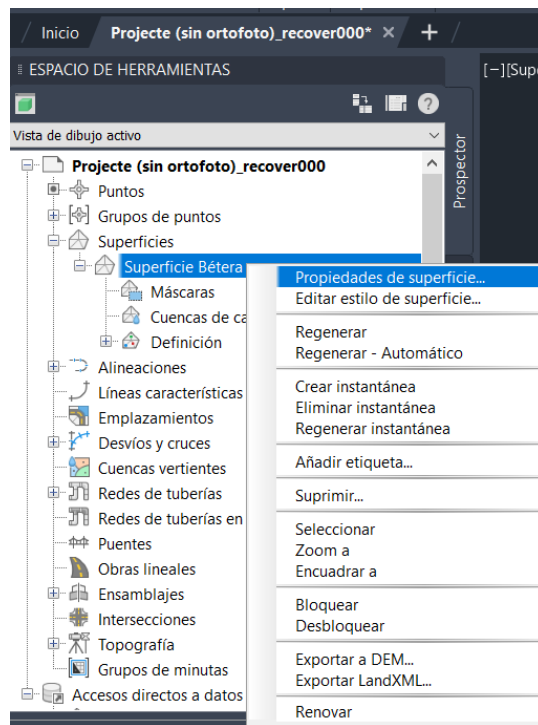 Inicio
Projecte (sin ortofoto)_recover000*
ESPACIO DE HERRAMIENTAS
[−][Sup
Vista de dibujo activo
Prospector
Projecte (sin ortofoto)_recover000
Puntos
Grupos de puntos
Superficies
Superficie Bétera
Máscaras
Cuencas de ca
Definición
Alineaciones
Líneas características
Emplazamientos
Desvíos y cruces
Cuencas vertientes
Redes de tuberías
Redes de tuberías en
Puentes
Obras lineales
Ensamblajes
Intersecciones
Topografía
Grupos de minutas
Accesos directos a datos
Propiedades de superficie...
Editar estilo de superficie...
Regenerar
Regenerar - Automático
Crear instantánea
Eliminar instantánea
Regenerar instantánea
Añadir etiqueta...
Suprimir...
Seleccionar
Zoom a
Encuadrar a
Bloquear
Desbloquear
Exportar a DEM...
Exportar LandXML...
Renovar